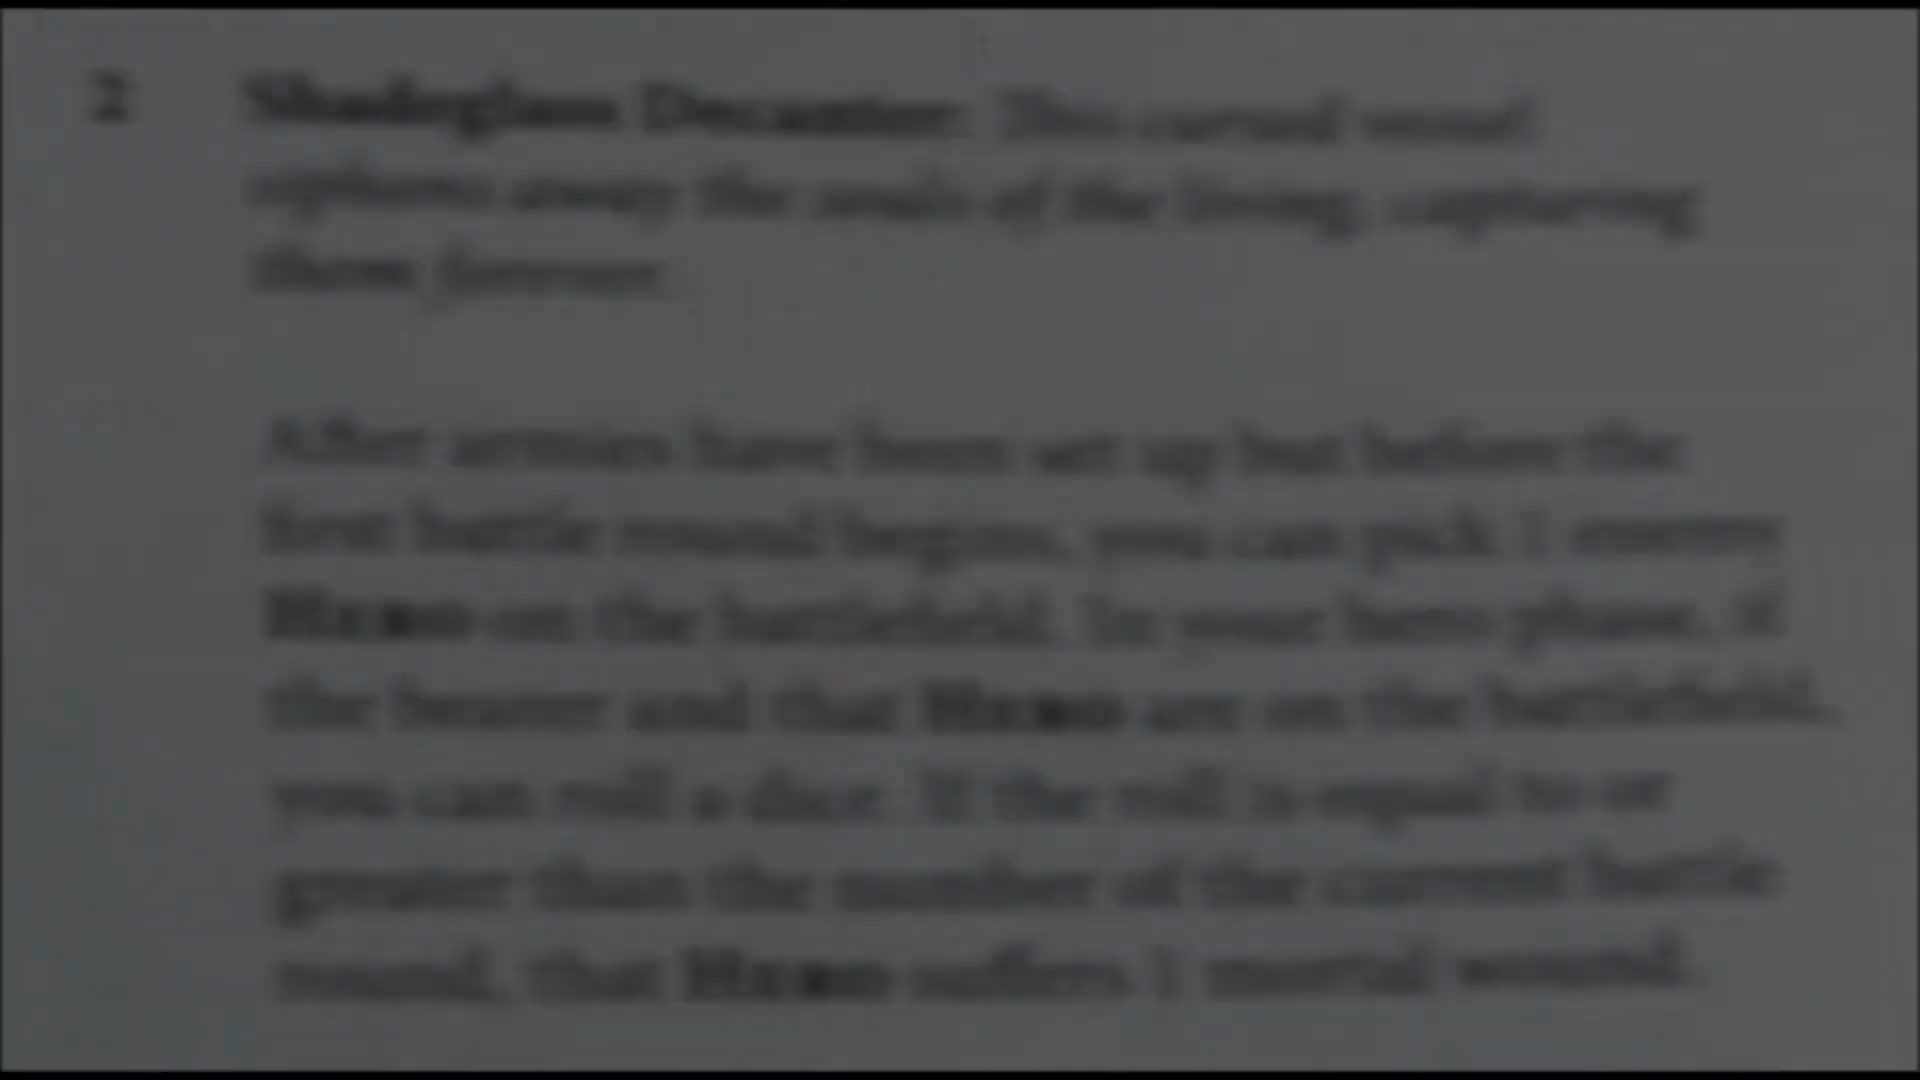 2 Shadeglass Decanter: This cursed vessel
siphons away the souls of the living, capturing
them forever.
After armies have been set up but before the
first battle round begins, you can pick 1 enemy
Hero on the battlefield. In your hero phase, if
the bearer and that Hero are on the battlefield,
you can roll a dice. If the roll is equal to or
greater than the number of the current battle
round, that Hero suffers 1 mortal wound.